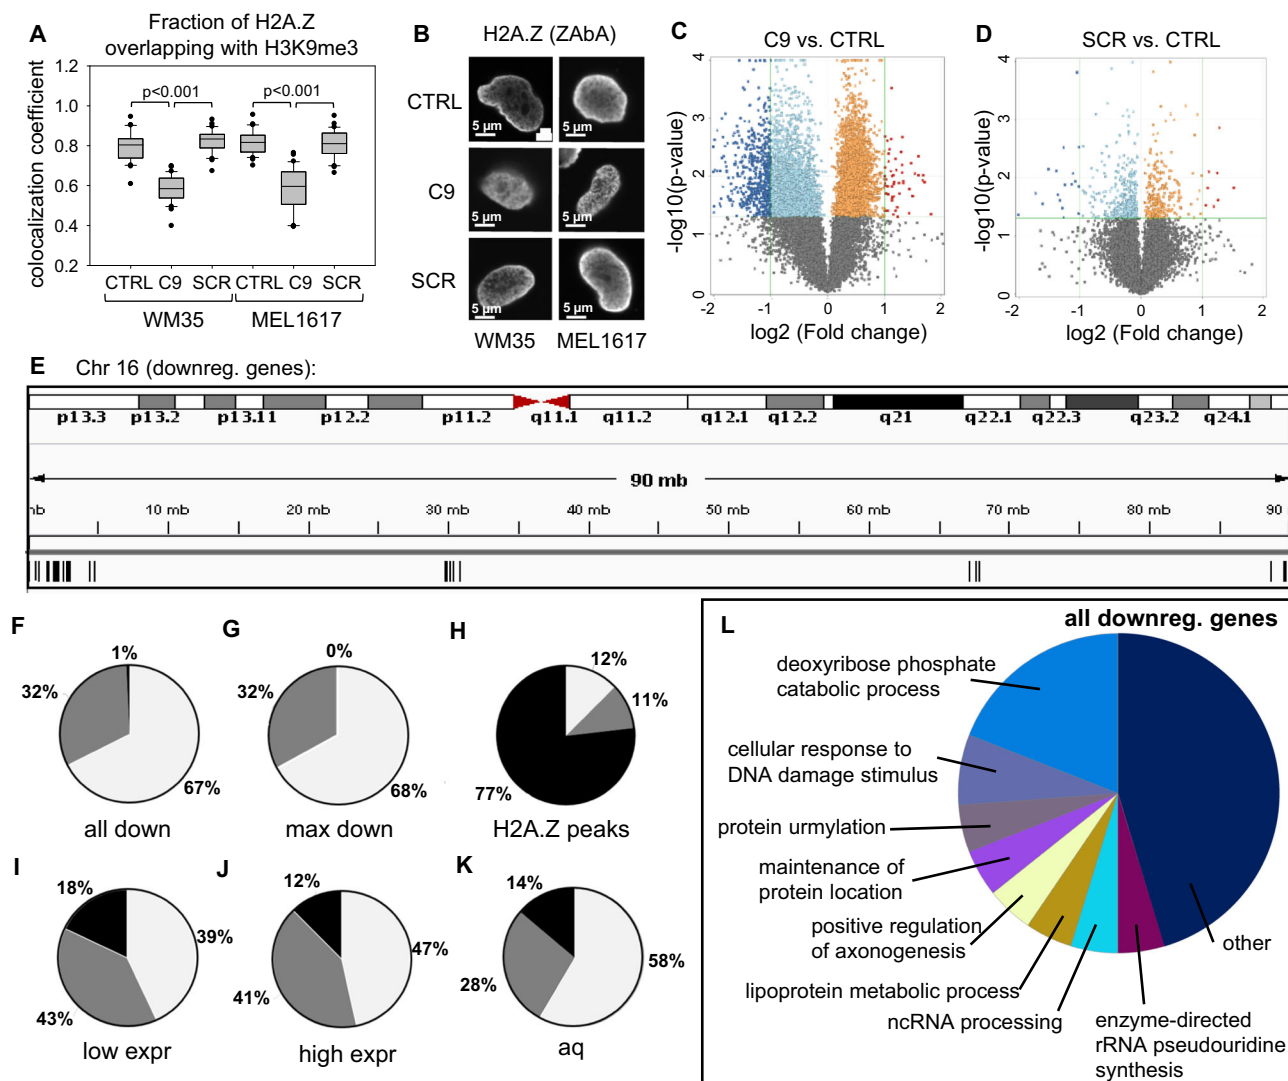 A
Fraction of H2A.Z
overlapping with H3K9me3
colocalization coefficient
1.2
1.0
0.8
0.6
0.4
0.2
p<0.001
p<0.001
CTRL C9 SCR CTRL C9 SCR
WM35 MEL1617
B
H2A.Z (ZAbA)
CTRL
5 µm
5 µm
C9
5 µm
5 µm
SCR
5 µm
5 µm
WM35 MEL1617
C
C9 vs. CTRL
-log10(p-value)
4
3
2
1
0
-2 -1 0 1 2
log2 (Fold change)
D
SCR vs. CTRL
-log10(p-value)
4
3
2
1
0
-2 -1 0 1 2
log2 (Fold change)
E Chr 16 (downreg. genes):
p13.3 p13.2 p13.11 p12.2 p11.2 q11.1 q11.2 q12.1 q12.2 q21 q22.1 q22.3 q23.2 q24.1
90 mb
nb 10 mb 20 mb 30 mb 40 mb 50 mb 60 mb 70 mb 80 mb 90
F
1%
32%
67%
all down
G
0%
32%
68%
max down
H
12%
11%
77%
H2A.Z peaks
I
18%
39%
43%
low expr
J
12%
47%
41%
high expr
K
14%
58%
28%
aq
L
all downreg. genes
deoxyribose phosphate
catabolic process
cellular response to
DNA damage stimulus
protein urmylation
maintenance of
protein location
positive regulation
of axonogenesis
lipoprotein metabolic process
ncRNA processing
enzyme-directed
rRNA pseudouridine
synthesis
other